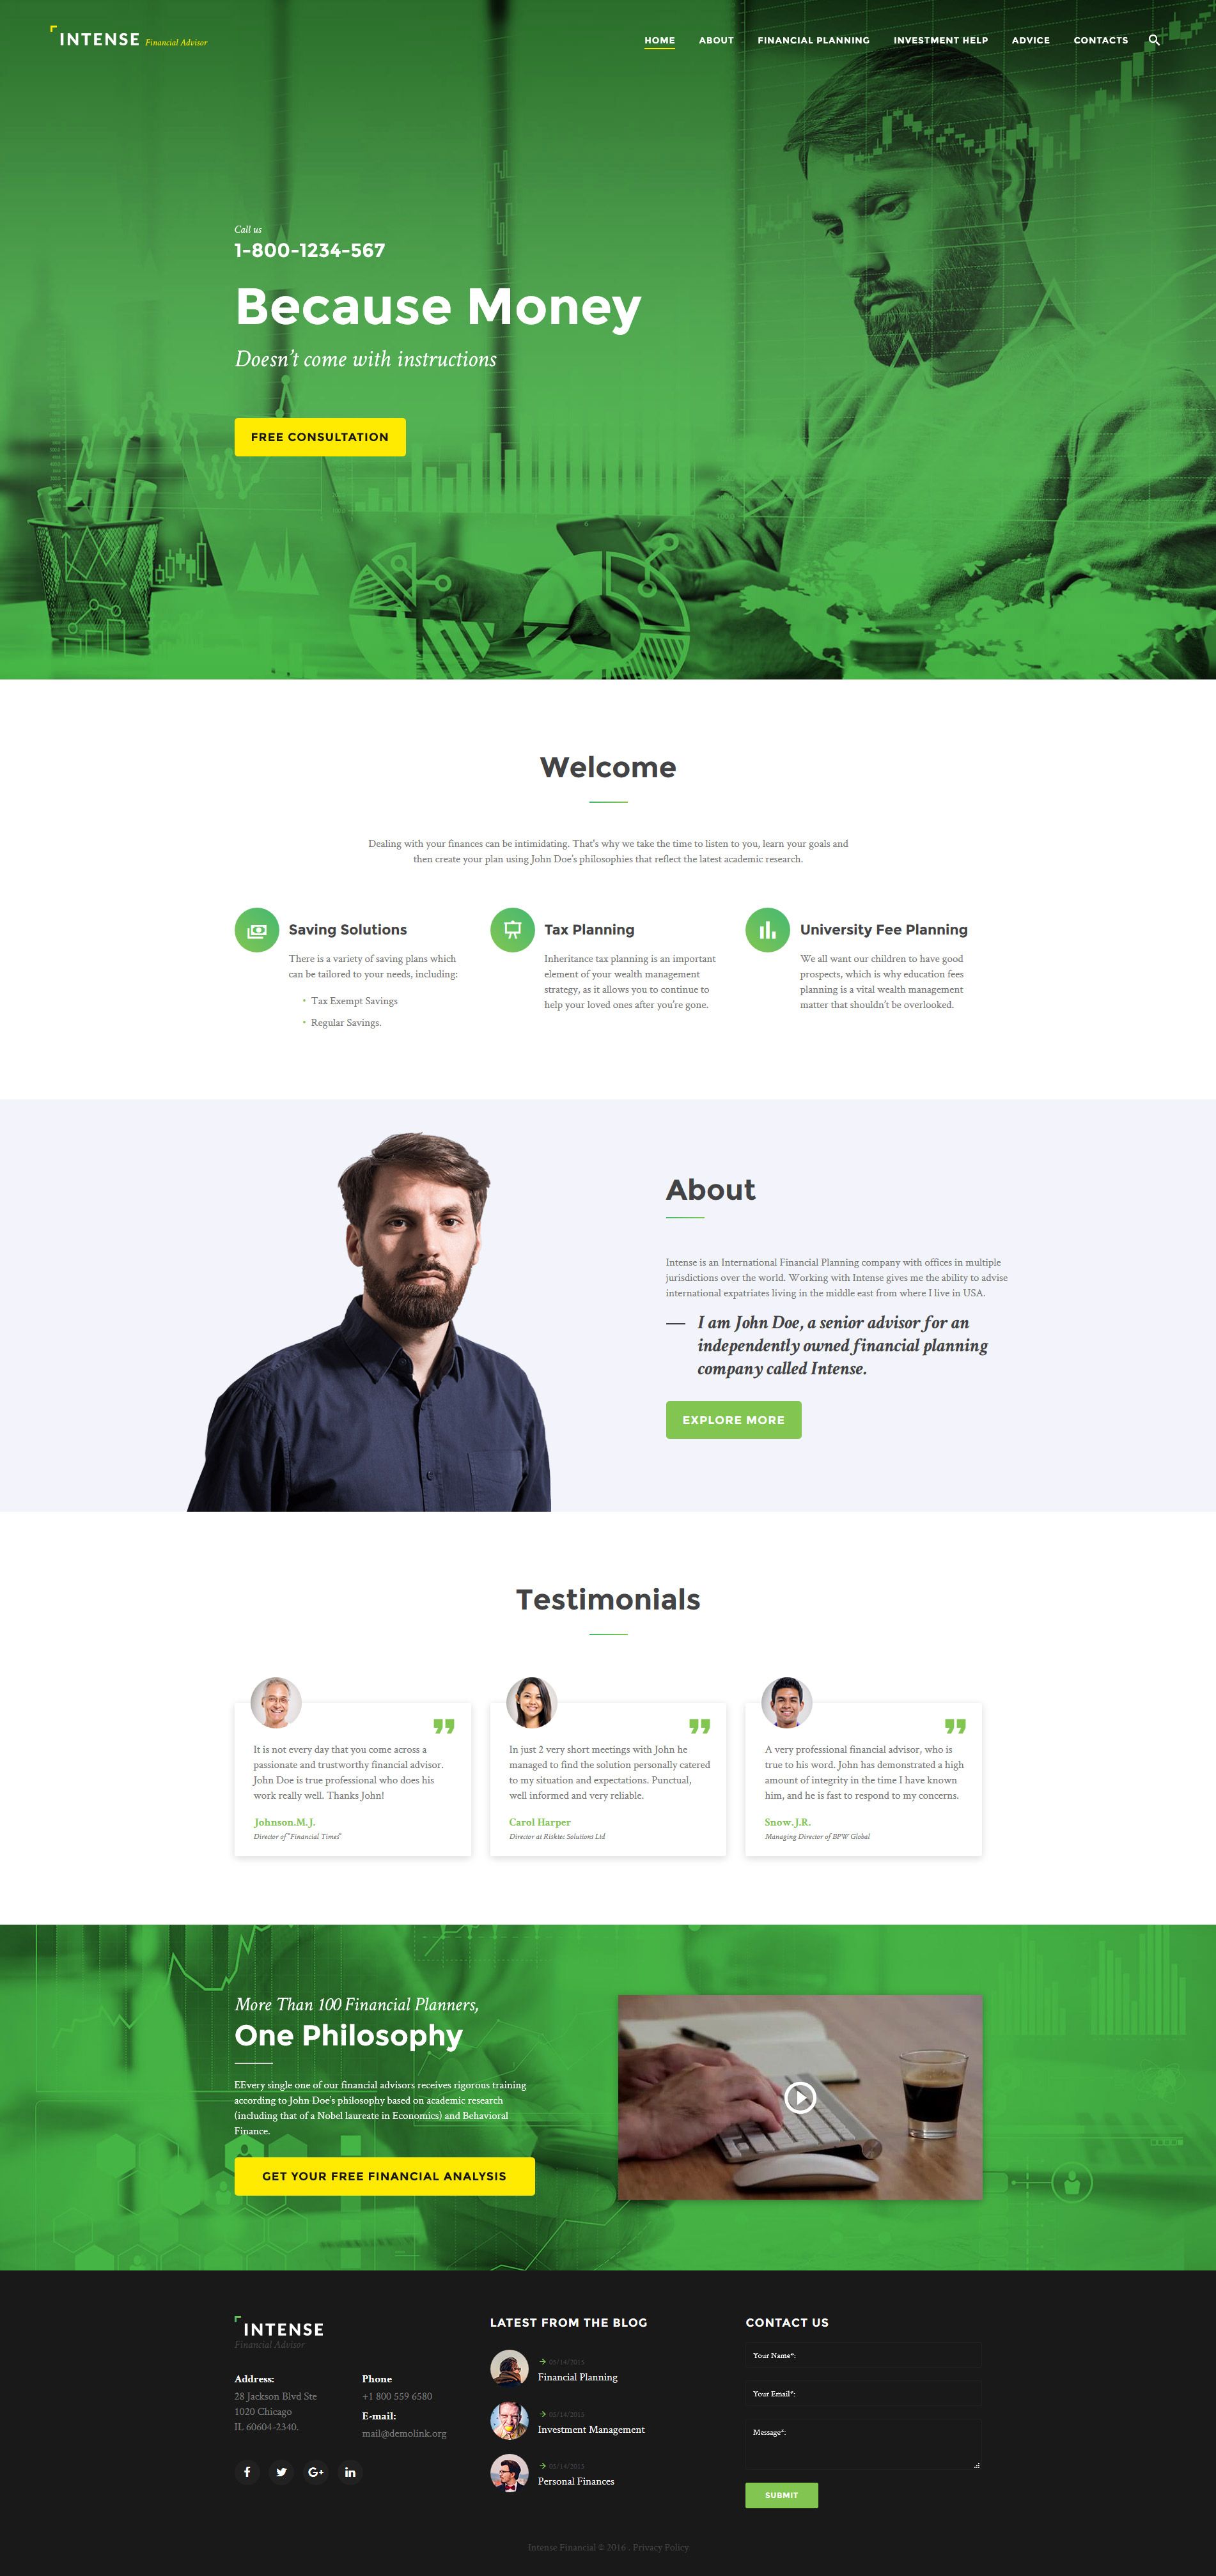 INTENSE Financial Advisor
HOME ABOUT FINANCIAL PLANNING INVESTMENT HELP ADVICE CONTACTS
Call us
1-800-1234-567
Because Money
Doesn't come with instructions
FREE CONSULTATION
Welcome
Dealing with your finances can be intimidating. That's why we take the time to listen to you, learn your goals and
then create your plan using John Doe's philosophies that reflect the latest academic research.
Saving Solutions
There is a variety of saving plans which
can be tailored to your needs, including:
Tax Exempt Savings
Regular Savings.
Tax Planning
Inheritance tax planning is an important
element of your wealth management
strategy, as it allows you to continue to
help your loved ones after you're gone.
University Fee Planning
We all want our children to have good
prospects, which is why education fees
planning is a vital wealth management
matter that shouldn't be overlooked.
About
Intense is an International Financial Planning company with offices in multiple
jurisdictions over the world. Working with Intense gives me the ability to advise
international expatriates living in the middle east from where I live in USA.
I am John Doe, a senior advisor for an
independently owned financial planning
company called Intense.
EXPLORE MORE
Testimonials
It is not every day that you come across a
passionate and trustworthy financial advisor.
John Doe is true professional who does his
work really well. Thanks John!
Johnson.M.J.
Director of "Financial Times"
In just 2 very short meetings with John he
managed to find the solution personally catered
to my situation and expectations. Punctual,
well informed and very reliable.
Carol Harper
Director at Risktec Solutions Ltd
A very professional financial advisor, who is
true to his word. John has demonstrated a high
amount of integrity in the time I have known
him, and he is fast to respond to my concerns.
Snow.J.R.
Managing Director of BPW Global
More Than 100 Financial Planners,
One Philosophy
EEvery single one of our financial advisors receives rigorous training
according to John Doe's philosophy based on academic research
(including that of a Nobel laureate in Economics) and Behavioral
Finance.
GET YOUR FREE FINANCIAL ANALYSIS
INTENSE
Financial Advisor
Address:
28 Jackson Blvd Ste
1020 Chicago
IL 60604-2340.
Phone
+1 800 559 6580
E-mail:
mail@demolink.org
LATEST FROM THE BLOG
Financial Planning
Investment Management
Personal Finances
CONTACT US
Your Name*:
Your Email*:
Message*:
SUBMIT
Intense Financial © 2016 . Privacy Policy